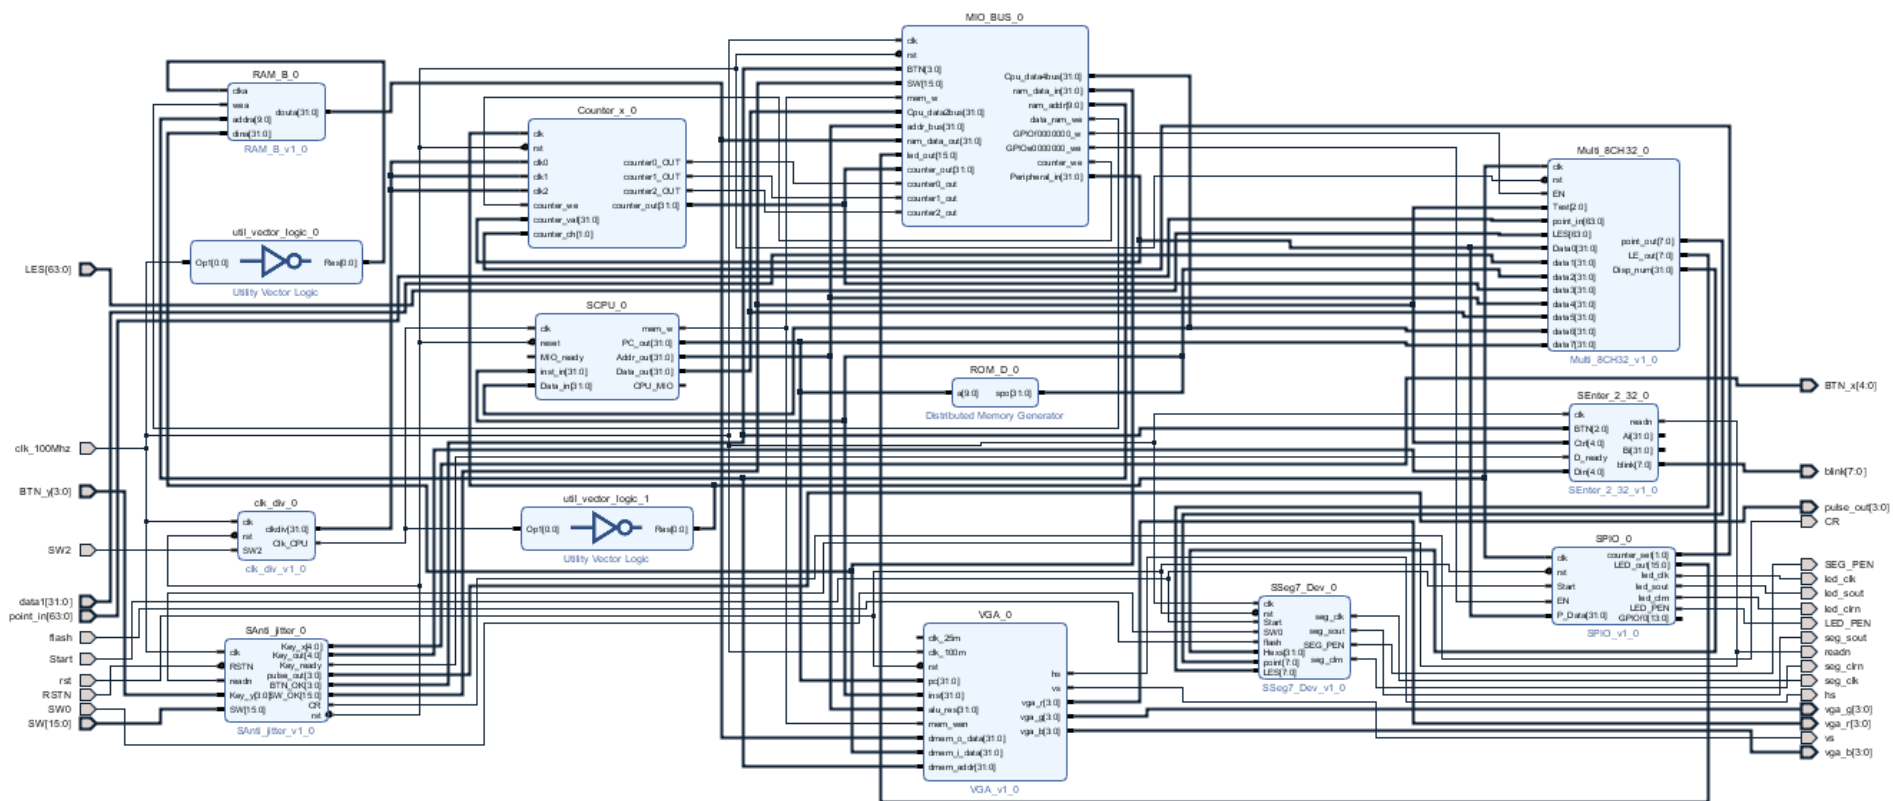 MIO_BUS_0
clk
rst
BTN[3:0]
SW[15:0]
mem_w
Cpu_data2bus[31:0]
addr_bus[31:0]
ram_data_out[31:0]
led_out[15:0]
counter_out[31:0]
counter0_out
counter1_out
counter2_out
Cpu_data4bus[31:0]
ram_data_in[31:0]
ram_addr[9:0]
data_ram_we
GPIOf0000000_w
GPIOe0000000_we
counter_we
Peripheral_in[31:0]
RAM_B_0
clka
wea
addra[9:0]
dina[31:0]
douta[31:0]
RAM_B_v1_0
Counter_x_0
clk
rst
clk0
clk1
clk2
counter_we
counter_val[31:0]
counter_ch[1:0]
counter0_OUT
counter1_OUT
counter2_OUT
counter_out[31:0]
Multi_8CH32_0
clk
rst
EN
Test[2:0]
point_in[63:0]
LES[63:0]
Data0[31:0]
data1[31:0]
data2[31:0]
data3[31:0]
data4[31:0]
data5[31:0]
data6[31:0]
data7[31:0]
point_out[7:0]
LE_out[7:0]
Disp_num[31:0]
Multi_8CH32_v1_0
util_vector_logic_0
Op1[0:0]
Res[0:0]
Utility Vector Logic
SCPU_0
clk
reset
MIO_ready
inst_in[31:0]
Data_in[31:0]
mem_w
PC_out[31:0]
Addr_out[31:0]
Data_out[31:0]
CPU_MIO
ROM_D_0
a[9:0]
spo[31:0]
Distributed Memory Generator
SEnter_2_32_0
clk
BTN[2:0]
Ctrl[4:0]
D_ready
Din[4:0]
readn
Ai[31:0]
Bi[31:0]
blink[7:0]
SEnter_2_32_v1_0
clk_div_0
clk
rst
SW2
clkdiv[31:0]
Clk_CPU
clk_div_v1_0
util_vector_logic_1
Op1[0:0]
Res[0:0]
Utility Vector Logic
SPIO_0
clk
rst
Start
EN
P_Data[31:0]
counter_set[1:0]
LED_out[15:0]
led_clk
led_sout
led_clrn
LED_PEN
GPIOf0[13:0]
SPIO_v1_0
SSeg7_Dev_0
clk
rst
Start
SW0
flash
Hexs[31:0]
point[7:0]
LES[7:0]
seg_clk
seg_sout
SEG_PEN
seg_clrn
SSeg7_Dev_v1_0
SAnti_jitter_0
clk
RSTN
readn
Key_y[3:0]
SW[15:0]
Key_x[4:0]
Key_out[4:0]
Key_ready
pulse_out[3:0]
BTN_OK[3:0]
SW_OK[15:0]
CR
rst
SAnti_jitter_v1_0
VGA_0
clk_25m
clk_100m
rst
pc[31:0]
inst[31:0]
alu_res[31:0]
mem_wen
dmem_o_data[31:0]
dmem_i_data[31:0]
dmem_addr[31:0]
hs
vs
vga_r[3:0]
vga_g[3:0]
vga_b[3:0]
VGA_v1_0
LES[63:0]
clk_100Mhz
BTN_y[3:0]
SW2
data1[31:0]
point_in[63:0]
flash
Start
rst
RSTN
SW0
SW[15:0]
BTN_x[4:0]
blink[7:0]
pulse_out[3:0]
CR
SEG_PEN
led_clk
led_sout
led_clrn
LED_PEN
seg_sout
readn
seg_clrn
seg_clk
hs
vga_g[3:0]
vga_r[3:0]
vs
vga_b[3:0]